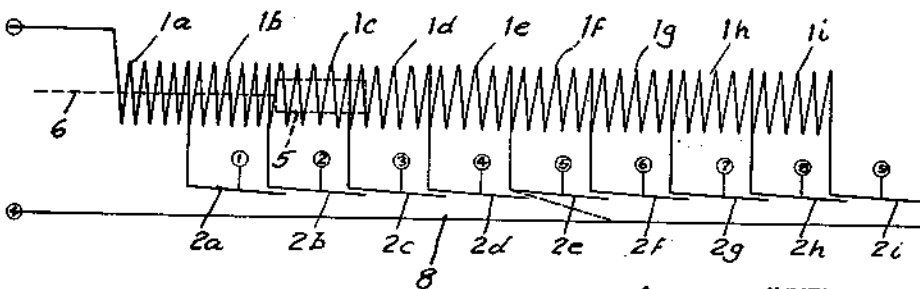 1a 1b 1c 1d 1e 1f 1g 1h 1i
⊖
6 5
① ② ③ ④ ⑤ ⑥ ⑦ ⑧ ⑨
⊕
2a 2b 2c 2d 2e 2f 2g 2h 2i
8